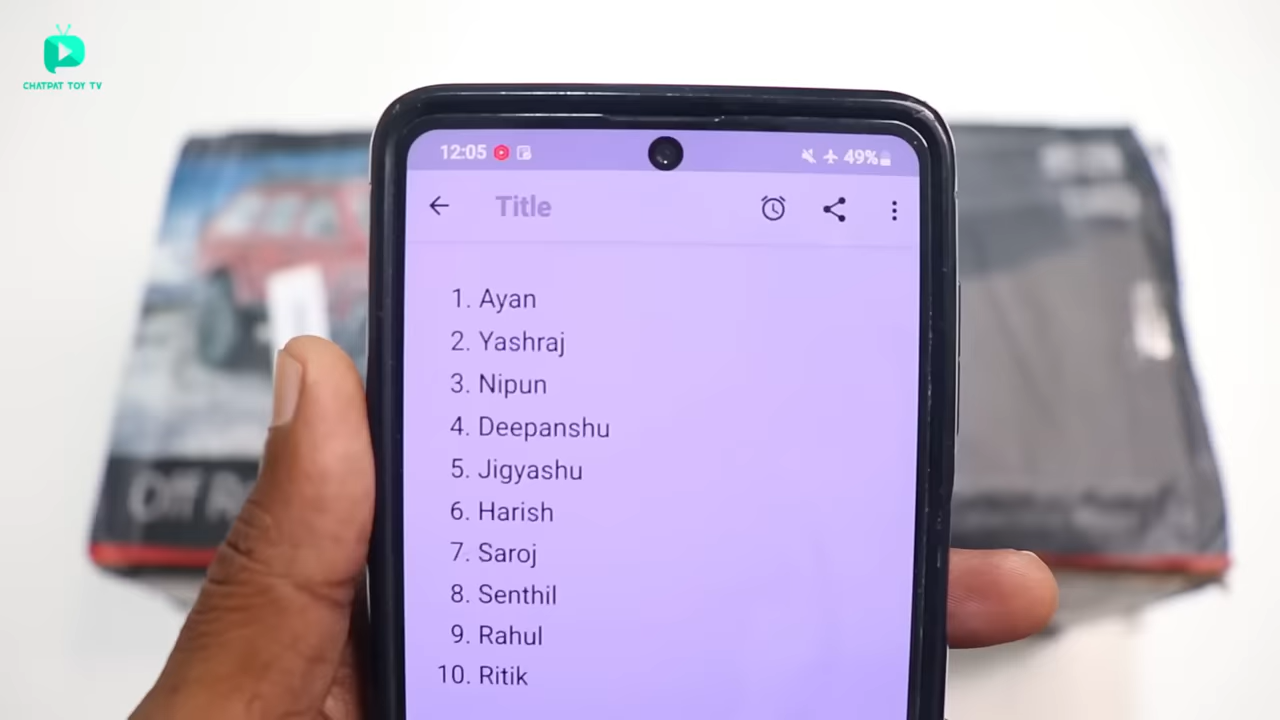 CHATPAT TOY TV
12:05 49%
Title
1. Ayan
2. Yashraj
3. Nipun
4. Deepanshu
5. Jigyashu
6. Harish
7. Saroj
8. Senthil
9. Rahul
10. Ritik
Off R